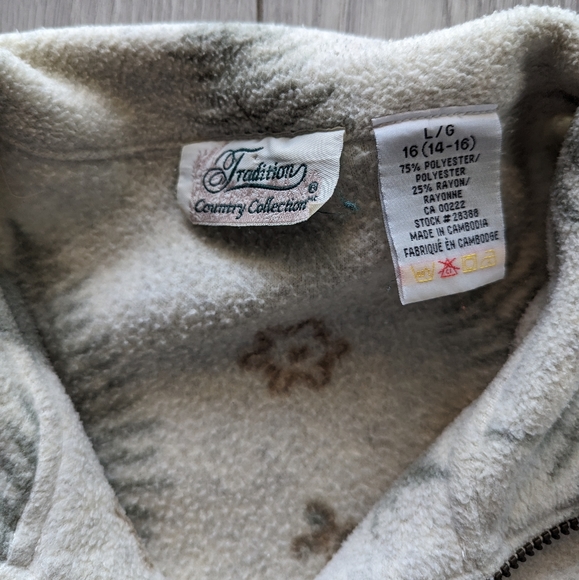 Tradition
Country Collection
®
MC
L/G
16 (14-16)
75% POLYESTER/
POLYESTER
25% RAYON/
RAYONNE
CA 00222
STOCK # 28388
MADE IN CAMBODIA
FABRIQUÉ EN CAMBODGE